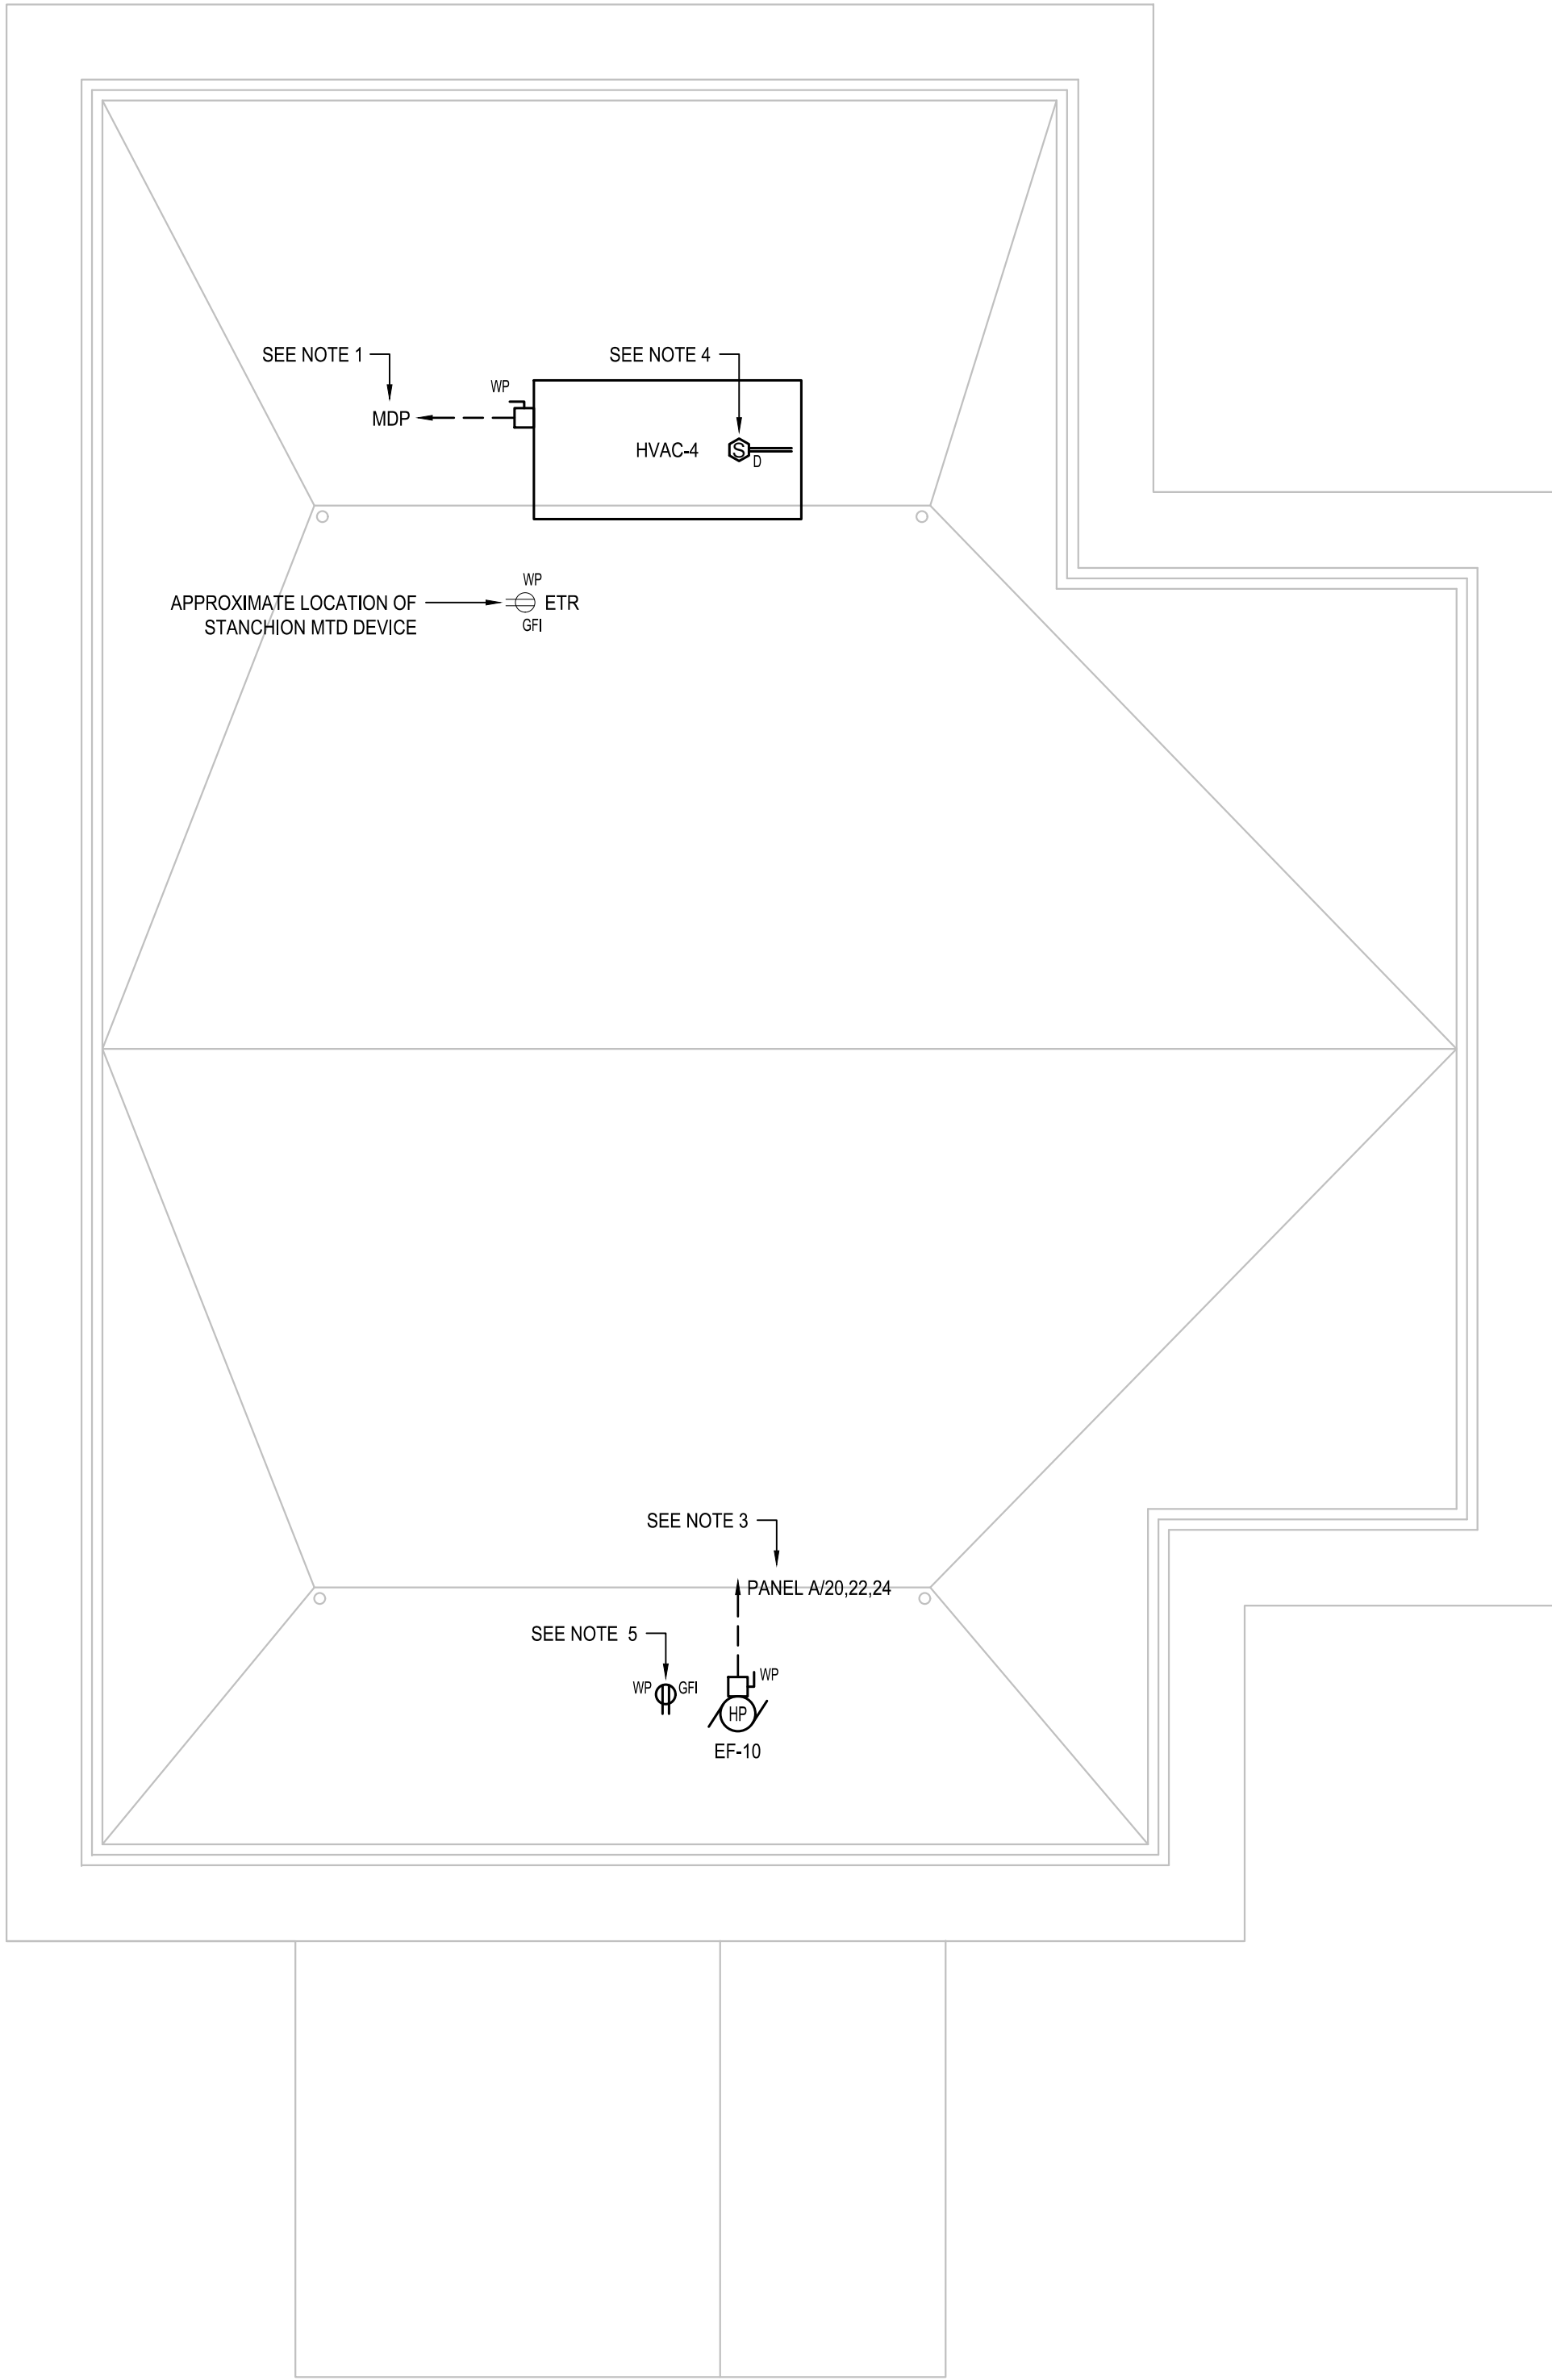 SEE NOTE 1
SEE NOTE 4
WP
MDP
HVAC-4
S
D
WP
APPROXIMATE LOCATION OF
ETR
STANCHION MTD DEVICE
GFI
SEE NOTE 3
PANEL A/20,22,24
SEE NOTE 5
WP
WP
GFI
HP
EF-10